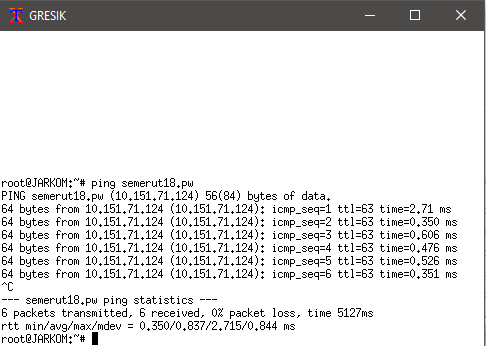 GRESIK
root@JARKOM:~# ping semerut18.pw
PING semerut18.pw (10.151.71.124) 56(84) bytes of data.
64 bytes from 10.151.71.124 (10.151.71.124): icmp_seq=1 ttl=63 time=2.71 ms
64 bytes from 10.151.71.124 (10.151.71.124): icmp_seq=2 ttl=63 time=0.350 ms
64 bytes from 10.151.71.124 (10.151.71.124): icmp_seq=3 ttl=63 time=0.606 ms
64 bytes from 10.151.71.124 (10.151.71.124): icmp_seq=4 ttl=63 time=0.476 ms
64 bytes from 10.151.71.124 (10.151.71.124): icmp_seq=5 ttl=63 time=0.526 ms
64 bytes from 10.151.71.124 (10.151.71.124): icmp_seq=6 ttl=63 time=0.351 ms
^C
--- semerut18.pw ping statistics ---
6 packets transmitted, 6 received, 0% packet loss, time 5127ms
rtt min/avg/max/mdev = 0.350/0.837/2.715/0.844 ms
root@JARKOM:~#